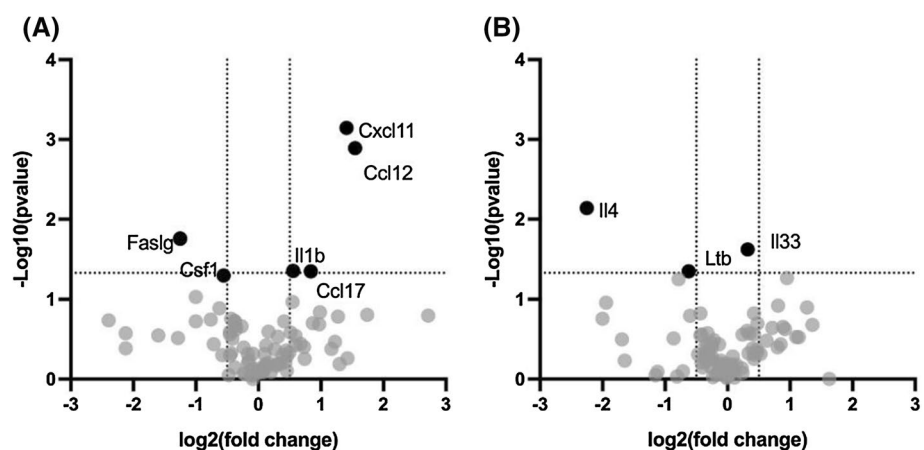 (A)
4
3
2
1
0
-Log10(pvalue)
Cxcl11
Ccl12
Faslg
Csf1
Il1b
Ccl17
-3 -2 -1 0 1 2 3
log2(fold change)
(B)
4
3
2
1
0
-Log10(pvalue)
Il4
Ltb
Il33
-3 -2 -1 0 1 2 3
log2(fold change)